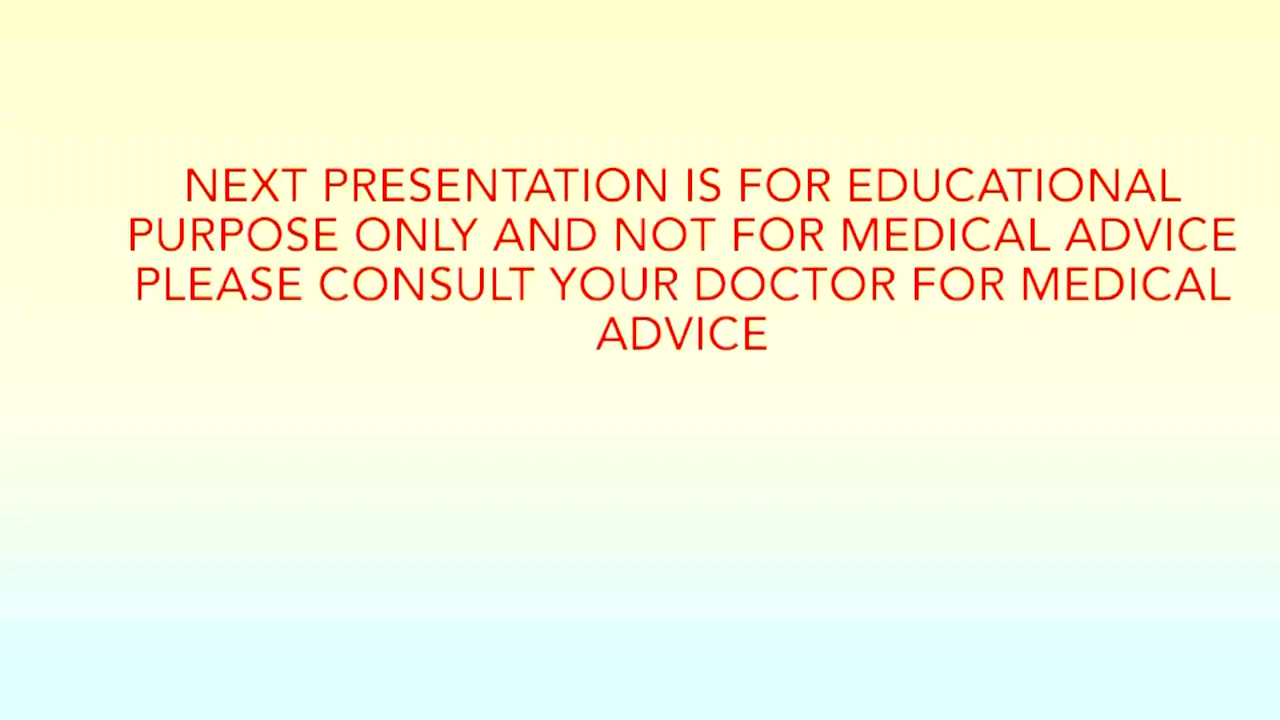 NEXT PRESENTATION IS FOR EDUCATIONAL
PURPOSE ONLY AND NOT FOR MEDICAL ADVICE
PLEASE CONSULT YOUR DOCTOR FOR MEDICAL
ADVICE